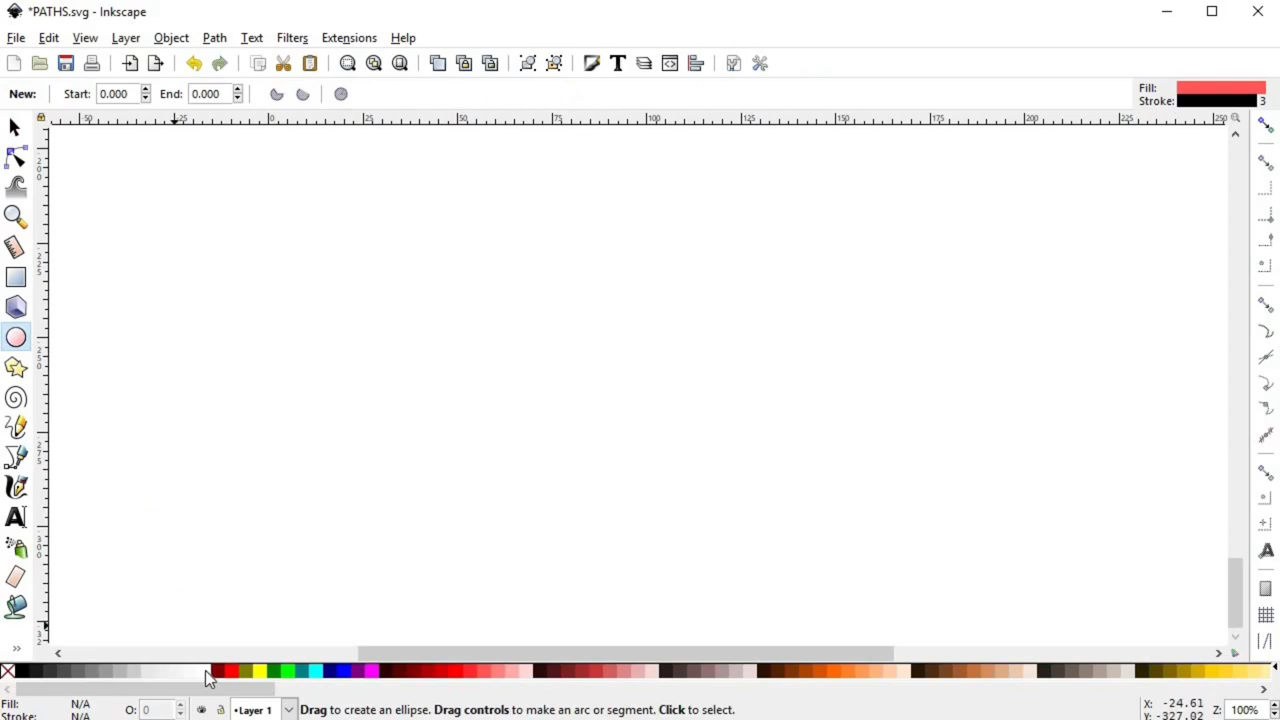 *PATHS.svg - Inkscape
File Edit View Layer Object Path Text Filters Extensions Help
New: Start: 0.000 End: 0.000 Fill:
Stroke: 3
-50 -25 0 25 50 75 100 125 150 175 200 225 250
Fill: N/A O: 0 •Layer 1 Drag to create an ellipse. Drag controls to make an arc or segment. Click to select. X: -24.61 Z: 100%
Stroke: N/A Y: -327.02